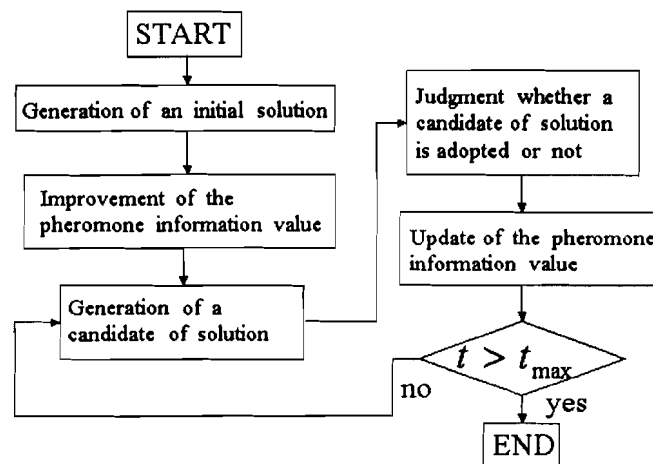 START
Generation of an initial solution
Improvement of the
pheromone information value
Generation of a
candidate of solution
Judgment whether a
candidate of solution
is adopted or not
Update of the pheromone
information value
t > t max
no
yes
END